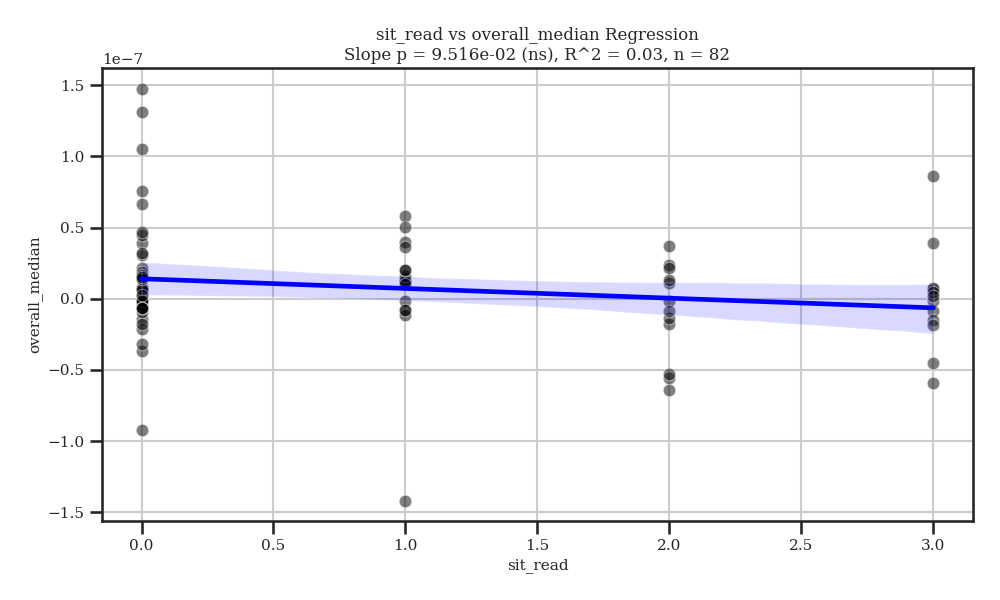 sit_read vs overall_median Regression
Slope p = 9.516e-02 (ns), R^2 = 0.03, n = 82
1e−7
1.5
1.0
0.5
0.0
−0.5
−1.0
−1.5
overall_median
0.0 0.5 1.0 1.5 2.0 2.5 3.0
sit_read